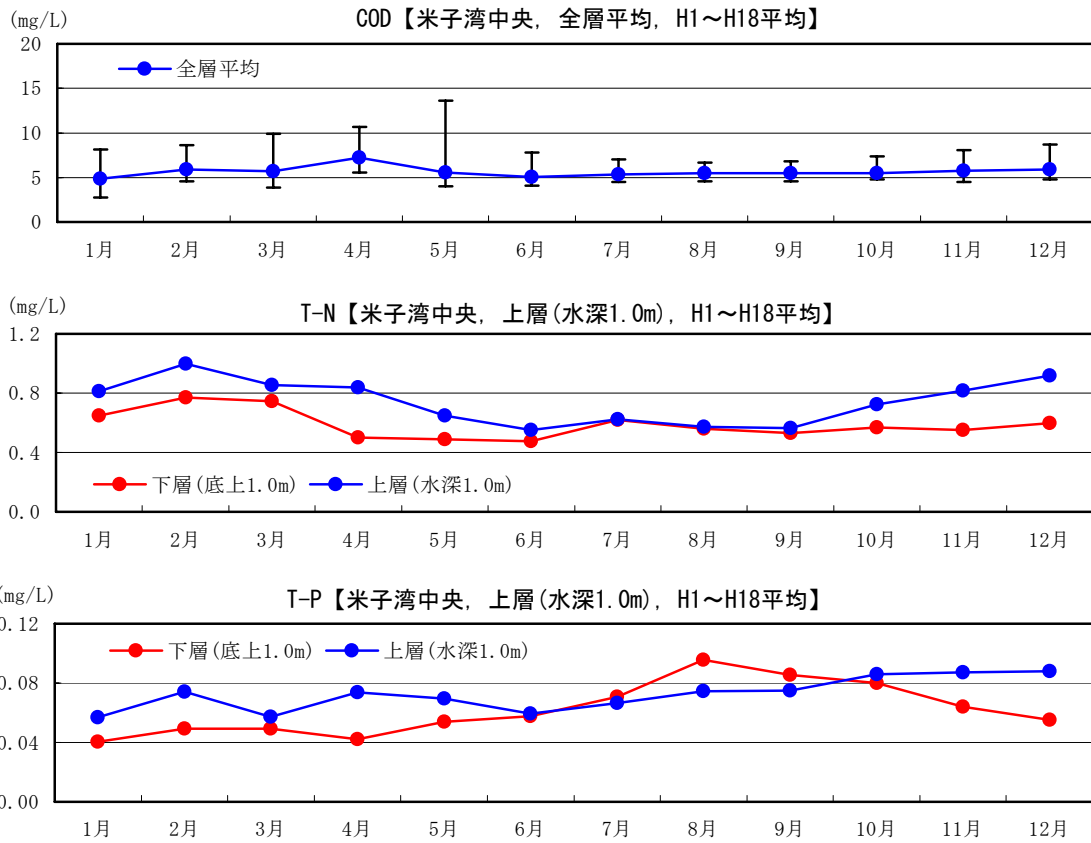 (mg/L)
COD【米子湾中央, 全層平均, H1～H18平均】
20
15
10
5
0
全層平均
1月 2月 3月 4月 5月 6月 7月 8月 9月 10月 11月 12月
(mg/L)
T-N【米子湾中央, 上層(水深1.0m), H1～H18平均】
1.2
0.8
0.4
0.0
下層(底上1.0m) 上層(水深1.0m)
1月 2月 3月 4月 5月 6月 7月 8月 9月 10月 11月 12月
(mg/L)
T-P【米子湾中央, 上層(水深1.0m), H1～H18平均】
0.12
0.08
0.04
0.00
下層(底上1.0m) 上層(水深1.0m)
1月 2月 3月 4月 5月 6月 7月 8月 9月 10月 11月 12月